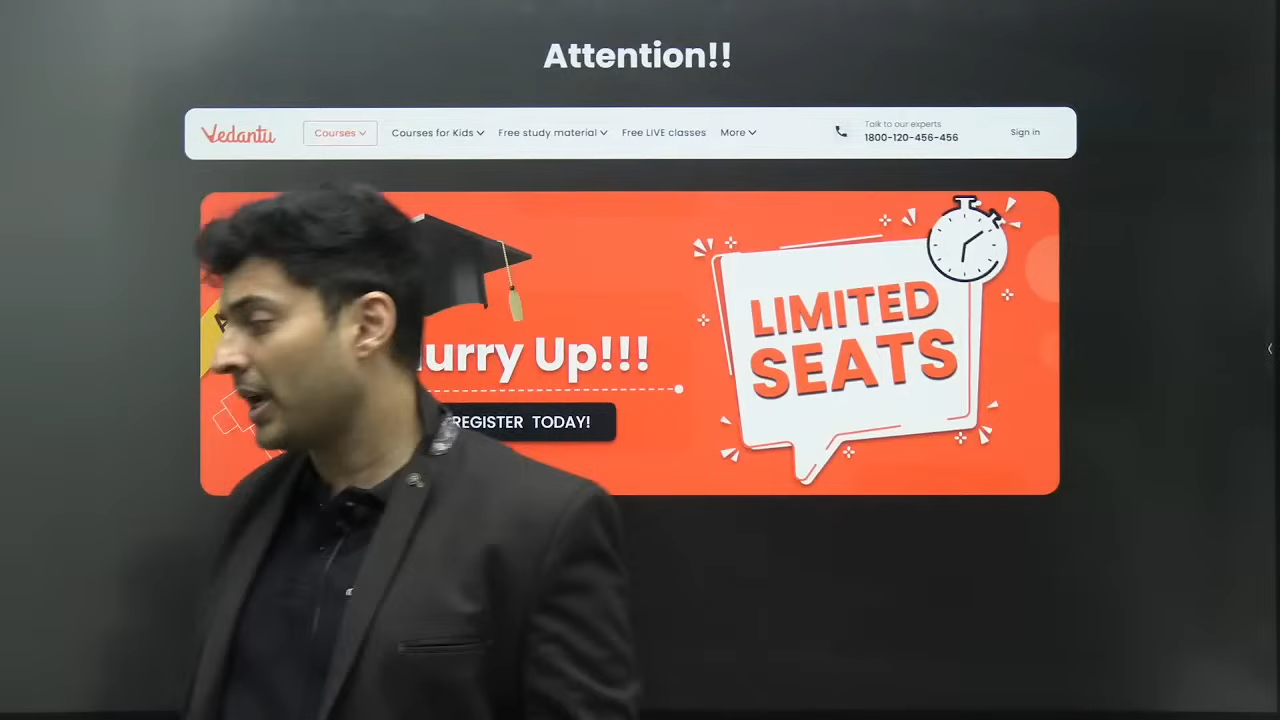 Attention!!
Vedantu
Courses
Courses for Kids
Free study material
Free LIVE classes
More
Talk to our experts
1800-120-456-456
Sign in
urry Up!!!
REGISTER TODAY!
LIMITED
SEATS